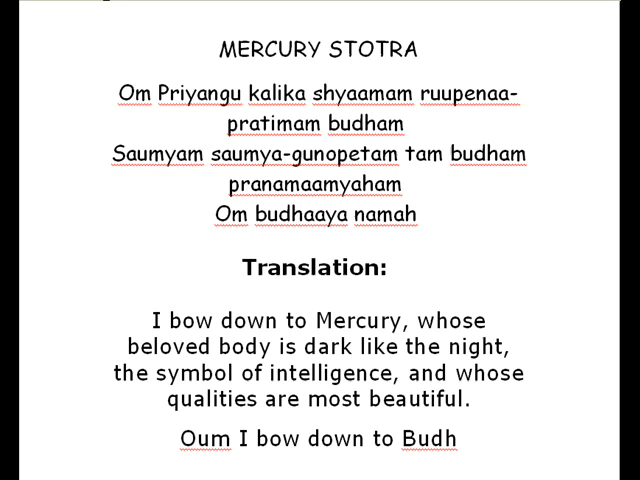 MERCURY STOTRA
Om Priyangu kalika shyaamam ruupenaa-
pratimam budham
Saumyam saumya-gunopetam tam budham
pranamaamyaham
Om budhaaya namah
Translation:
I bow down to Mercury, whose
beloved body is dark like the night,
the symbol of intelligence, and whose
qualities are most beautiful.
Oum I bow down to Budh